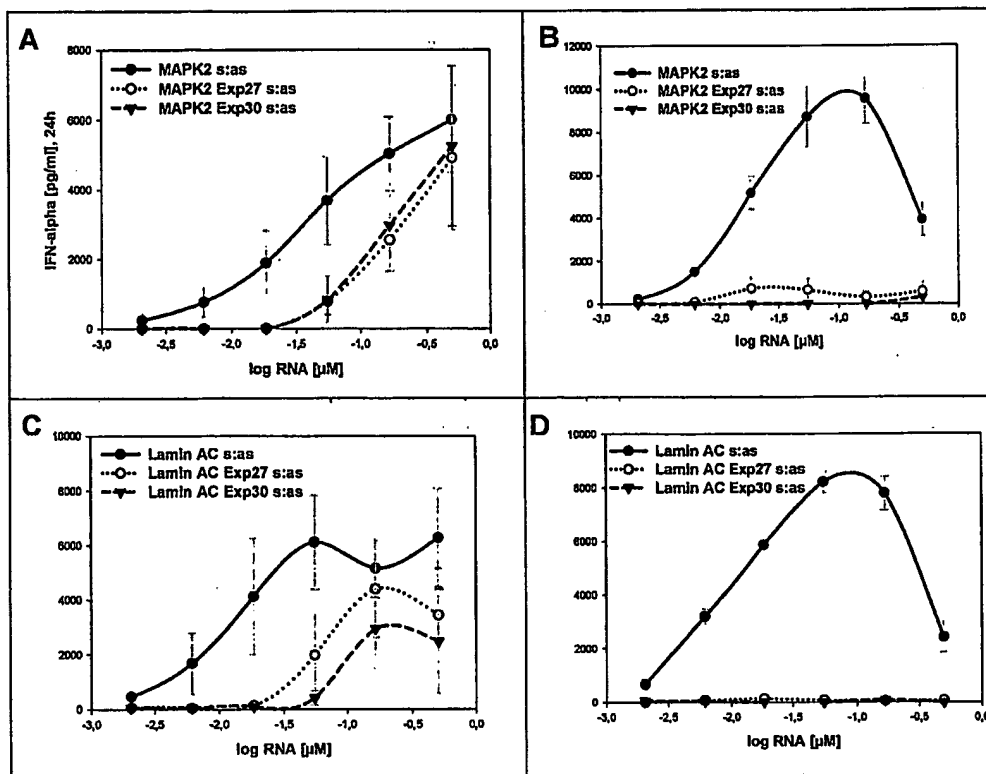 A
8000
6000
4000
2000
0
IFN-alpha [pg/ml], 24h
MAPK2 s:as
MAPK2 Exp27 s:as
MAPK2 Exp30 s:as
-3,0 -2,5 -2,0 -1,5 -1,0 -0,5 0,0
log RNA [µM]
B
12000
10000
8000
6000
4000
2000
0
MAPK2 s:as
MAPK2 Exp27 s:as
MAPK2 Exp30 s:as
-3,0 -2,5 -2,0 -1,5 -1,0 -0,5 0,0
log RNA [µM]
C
10000
8000
6000
4000
2000
0
Lamin AC s:as
Lamin AC Exp27 s:as
Lamin AC Exp30 s:as
-3,0 -2,5 -2,0 -1,5 -1,0 -0,5 0,0
log RNA [µM]
D
10000
8000
6000
4000
2000
0
Lamin AC s:as
Lamin AC Exp27 s:as
Lamin AC Exp30 s:as
-3,0 -2,5 -2,0 -1,5 -1,0 -0,5 0,0
log RNA [µM]